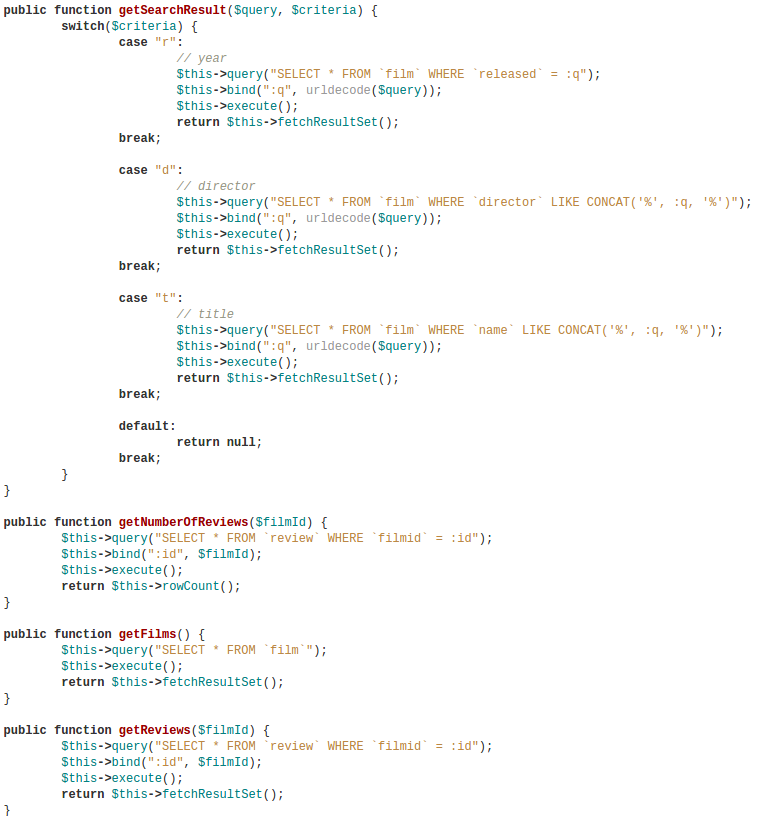 public function getSearchResult($query, $criteria) {
        switch($criteria) {
                case "r":
                        // year
                        $this->query("SELECT * FROM `film` WHERE `released` = :q");
                        $this->bind(":q", urldecode($query));
                        $this->execute();
                        return $this->fetchResultSet();
                break;

                case "d":
                        // director
                        $this->query("SELECT * FROM `film` WHERE `director` LIKE CONCAT('%', :q, '%')");
                        $this->bind(":q", urldecode($query));
                        $this->execute();
                        return $this->fetchResultSet();
                break;

                case "t":
                        // title
                        $this->query("SELECT * FROM `film` WHERE `name` LIKE CONCAT('%', :q, '%')");
                        $this->bind(":q", urldecode($query));
                        $this->execute();
                        return $this->fetchResultSet();
                break;

                default:
                        return null;
                break;
        }
}

public function getNumberOfReviews($filmId) {
        $this->query("SELECT * FROM `review` WHERE `filmid` = :id");
        $this->bind(":id", $filmId);
        $this->execute();
        return $this->rowCount();
}

public function getFilms() {
        $this->query("SELECT * FROM `film`");
        $this->execute();
        return $this->fetchResultSet();
}

public function getReviews($filmId) {
        $this->query("SELECT * FROM `review` WHERE `filmid` = :id");
        $this->bind(":id", $filmId);
        $this->execute();
        return $this->fetchResultSet();
}